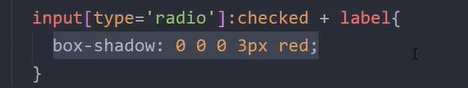 input[type='radio']:checked + label{
box-shadow: 0 0 0 3px red;
}